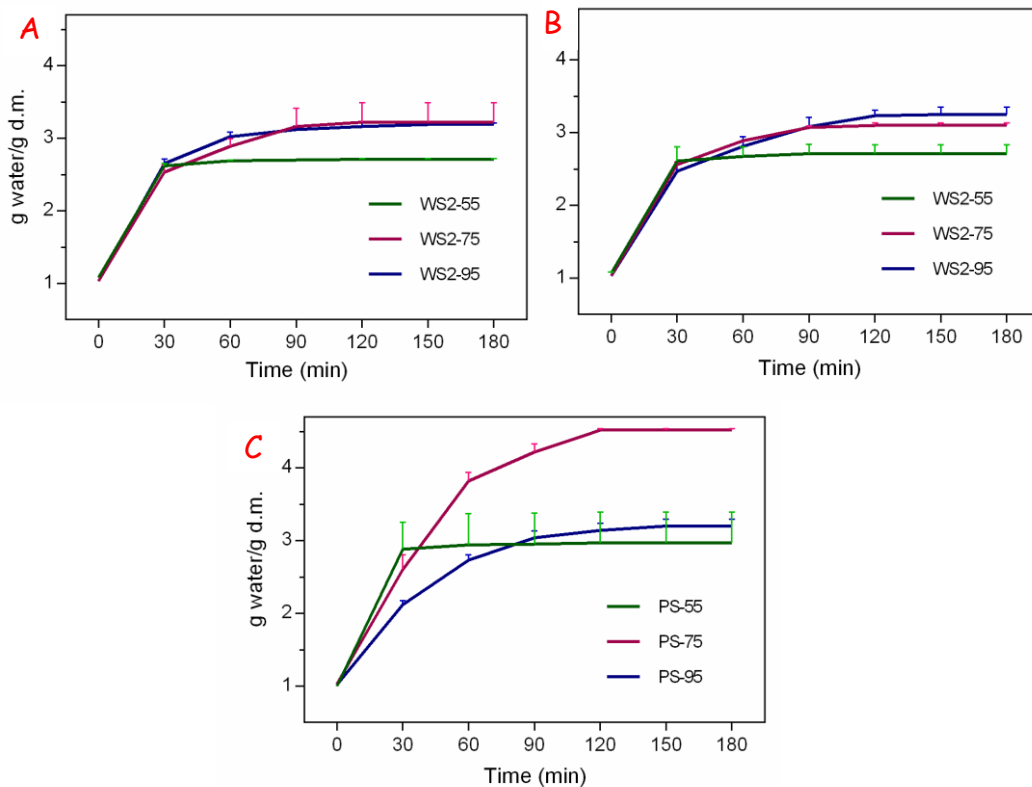 A
g water/g d.m.
4
3
2
1
WS2-55
WS2-75
WS2-95
0 30 60 90 120 150 180
Time (min)
B
4
3
2
1
WS2-55
WS2-75
WS2-95
0 30 60 90 120 150 180
Time (min)
C
g water/g d.m.
4
3
2
1
PS-55
PS-75
PS-95
0 30 60 90 120 150 180
Time (min)